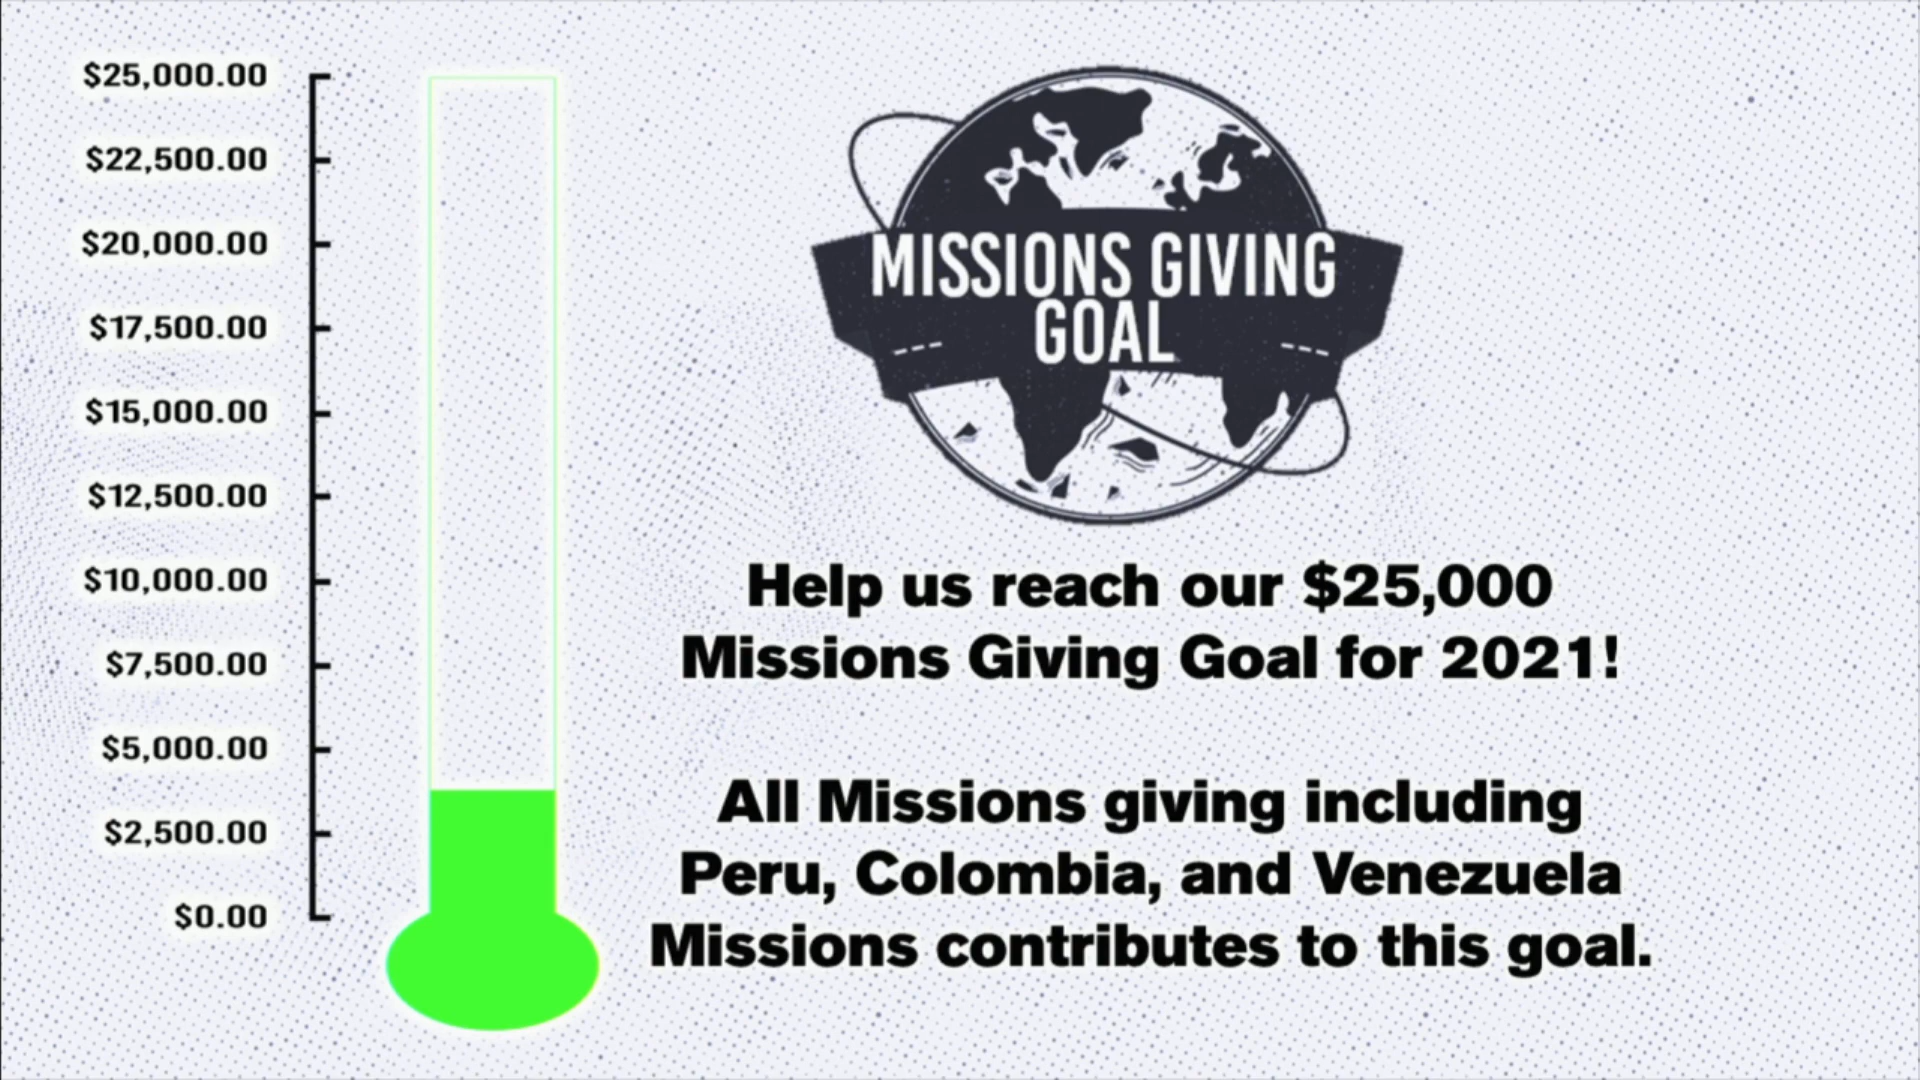 $25,000.00
$22,500.00
$20,000.00
$17,500.00
$15,000.00
$12,500.00
$10,000.00
$7,500.00
$5,000.00
$2,500.00
$0.00
MISSIONS GIVING
GOAL
Help us reach our $25,000
Missions Giving Goal for 2021!
All Missions giving including
Peru, Colombia, and Venezuela
Missions contributes to this goal.